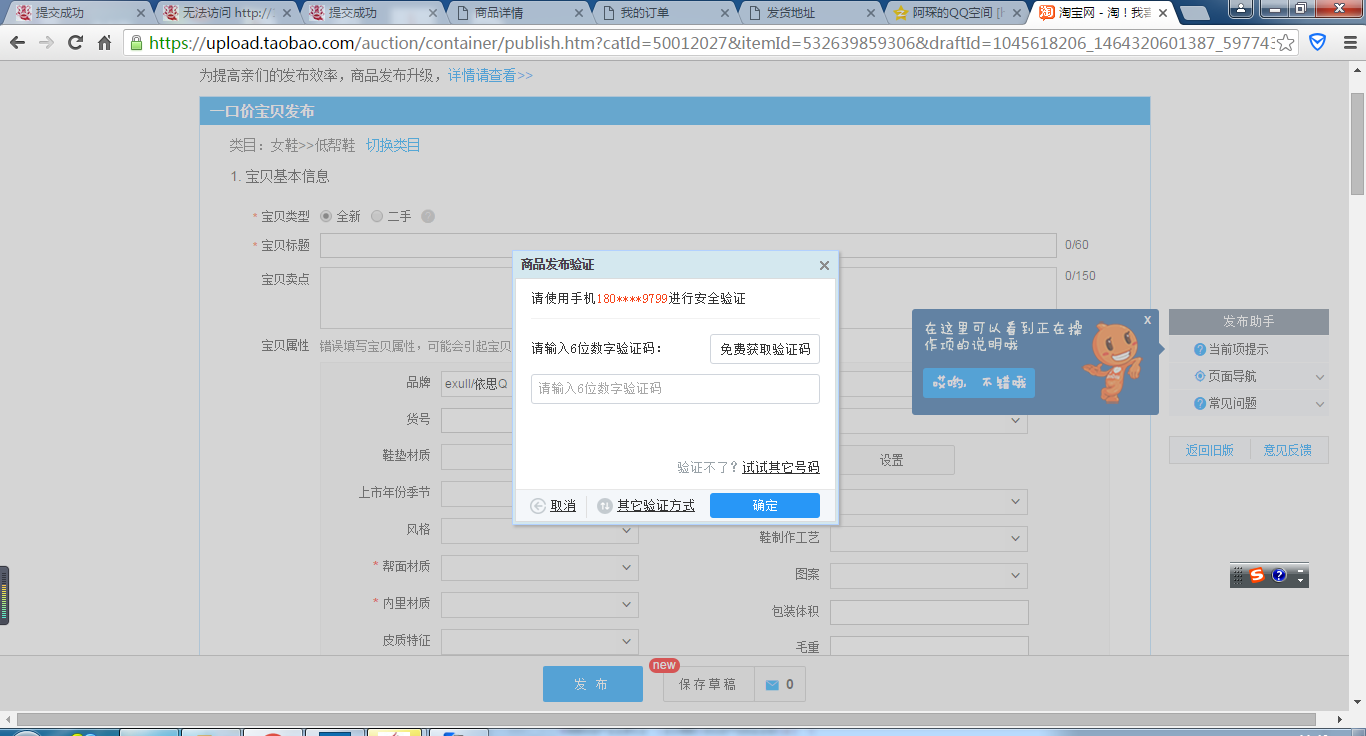 提交成功
无法访问 http://
提交成功
商品详情
我的订单
发货地址
阿琛的QQ空间 [h
淘宝网 - 淘！我喜
https://upload.taobao.com/auction/container/publish.htm?catId=50012027&itemId=532639859306&draftId=1045618206_1464320601387_59774
为提高亲们的发布效率，商品发布升级，详情请查看>>
一口价宝贝发布
类目：女鞋>>低帮鞋 切换类目
1. 宝贝基本信息
* 宝贝类型 全新 二手
* 宝贝标题 0/60
宝贝卖点 0/150
宝贝属性 错误填写宝贝属性，可能会引起宝贝
品牌 exull/依思Q
货号
鞋垫材质 设置
上市年份季节
风格
鞋制作工艺
* 帮面材质
图案
* 内里材质
包装体积
皮质特征
毛重
商品发布验证
请使用手机180****9799进行安全验证
请输入6位数字验证码： 免费获取验证码
请输入6位数字验证码
验证不了？试试其它号码
取消 其它验证方式 确定
在这里可以看到正在操
作项的说明哦
哎哟，不错哦
x
发布助手
当前项提示
页面导航
常见问题
返回旧版 意见反馈
发 布
new
保存草稿
0